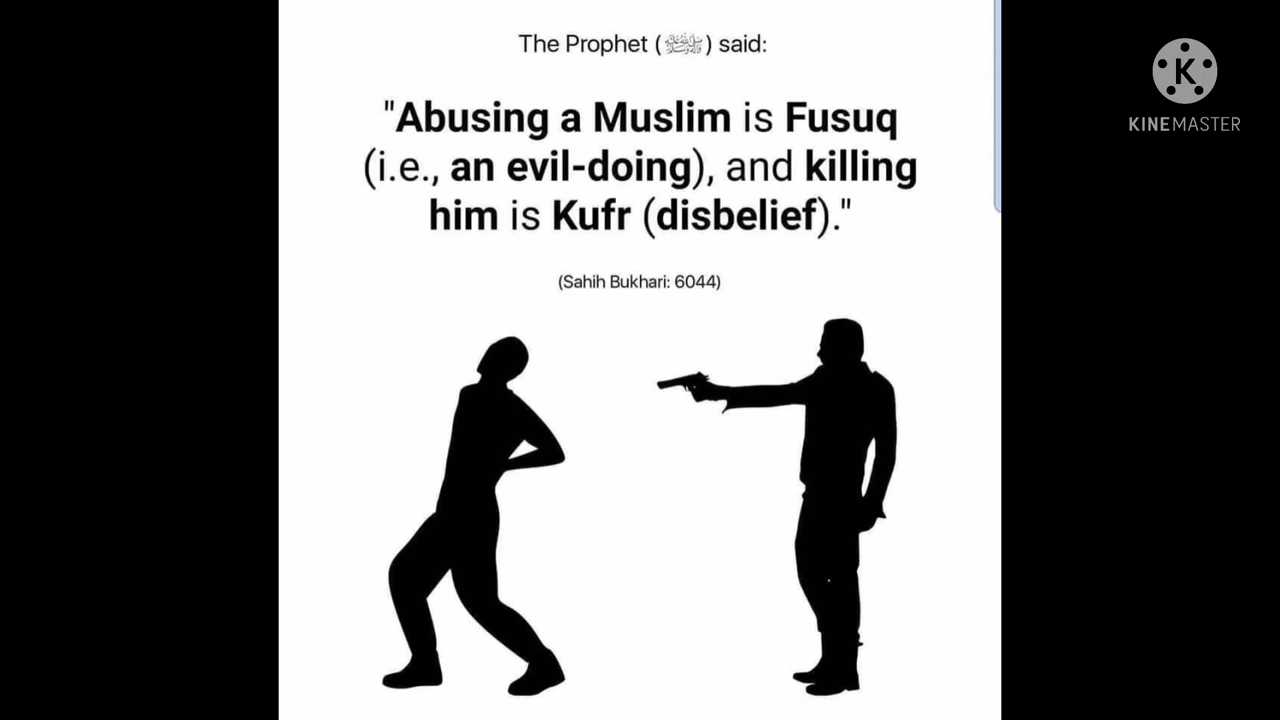 The Prophet (ﷺ) said:
"Abusing a Muslim is Fusuq
(i.e., an evil-doing), and killing
him is Kufr (disbelief)."
(Sahih Bukhari: 6044)
K
KINEMASTER